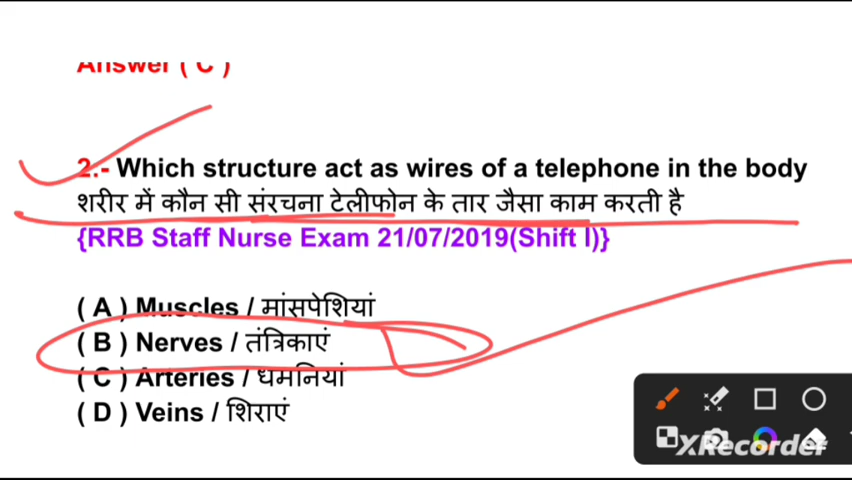 Answer ( C )
2.- Which structure act as wires of a telephone in the body
शरीर में कौन सी संरचना टेलीफोन के तार जैसा काम करती है
{RRB Staff Nurse Exam 21/07/2019(Shift I)}
( A ) Muscles / मांसपेशियां
( B ) Nerves / तंत्रिकाएं
( C ) Arteries / धमनियां
( D ) Veins / शिराएं
XRecorder